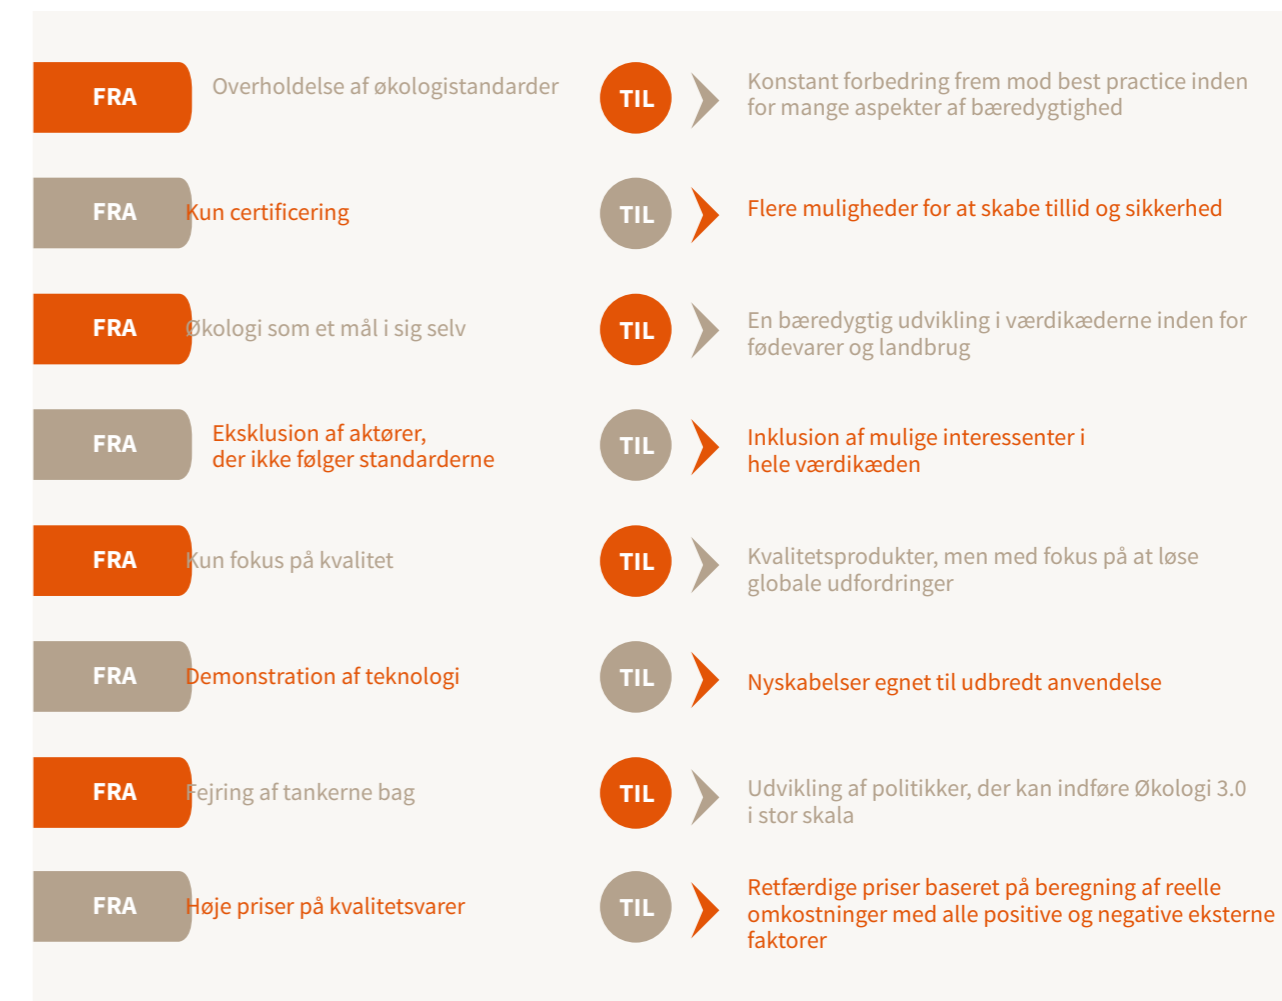 FRA
Overholdelse af økologistandarder
TIL
Konstant forbedring frem mod best practice inden
for mange aspekter af bæredygtighed
FRA
Kun certificering
TIL
Flere muligheder for at skabe tillid og sikkerhed
FRA
Økologi som et mål i sig selv
TIL
En bæredygtig udvikling i værdikæderne inden for
fødevarer og landbrug
FRA
Eksklusion af aktører,
der ikke følger standarderne
TIL
Inklusion af mulige interessenter i
hele værdikæden
FRA
Kun fokus på kvalitet
TIL
Kvalitetsprodukter, men med fokus på at løse
globale udfordringer
FRA
Demonstration af teknologi
TIL
Nyskabelser egnet til udbredt anvendelse
FRA
Fejring af tankerne bag
TIL
Udvikling af politikker, der kan indføre Økologi 3.0
i stor skala
FRA
Høje priser på kvalitetsvarer
TIL
Retfærdige priser baseret på beregning af reelle
omkostninger med alle positive og negative eksterne
faktorer